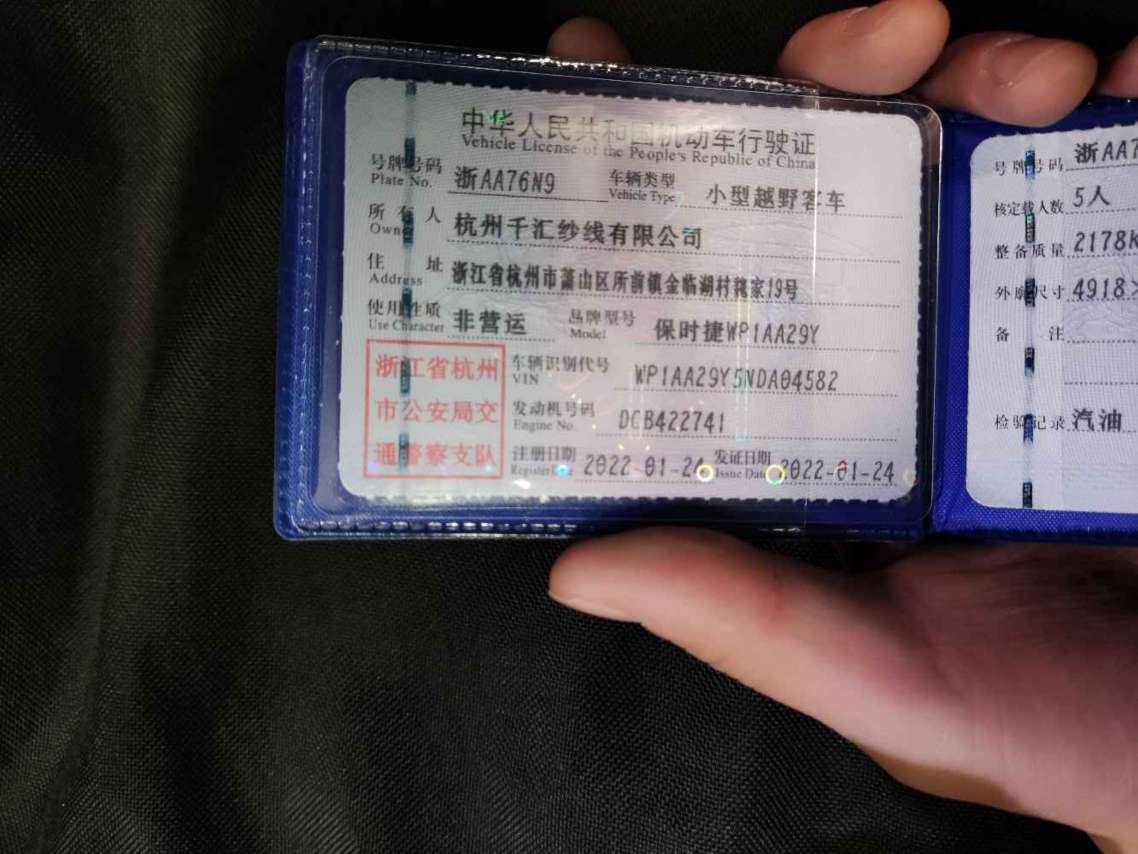 中华人民共和国机动车行驶证
Vehicle License of the People's Republic of China
号牌号码 浙AA76N9 车辆类型 小型越野客车
Plate No. Vehicle Type
所有人 杭州千汇纱线有限公司
Owner
住址 浙江省杭州市萧山区所前镇金临湖村魏家19号
Address
使用性质 非营运 品牌型号 保时捷WP1AA29Y
Use Character Model
浙江省杭州
市公安局交
通警察支队
车辆识别代号 WP1AA29Y5NDA04582
VIN
发动机号码 DCB422741
Engine No.
注册日期 2022-01-24 发证日期 2022-01-24
Register Date Issue Date
号牌号码 浙AA7
核定载人数 5人
整备质量 2178k
外廓尺寸 4918×
备注
检验记录 汽油